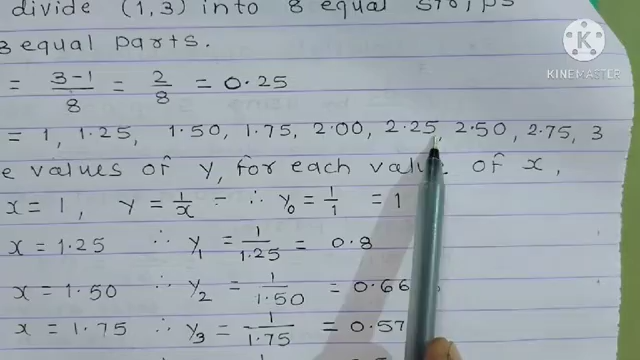 divide (1,3) into 8 equal strips
3 equal parts.
= 3-1/8 = 2/8 = 0.25
KINEMASTER
= 1, 1.25, 1.50, 1.75, 2.00, 2.25, 2.50, 2.75, 3
e values of y, for each value of x,
x = 1, y = 1/x - ∴ y₀ = 1/1 = 1
x = 1.25 ∴ y₁ = 1/1.25 = 0.8
x = 1.50 ∴ y₂ = 1/1.50 = 0.66
x = 1.75 ∴ y₃ = 1/1.75 = 0.57